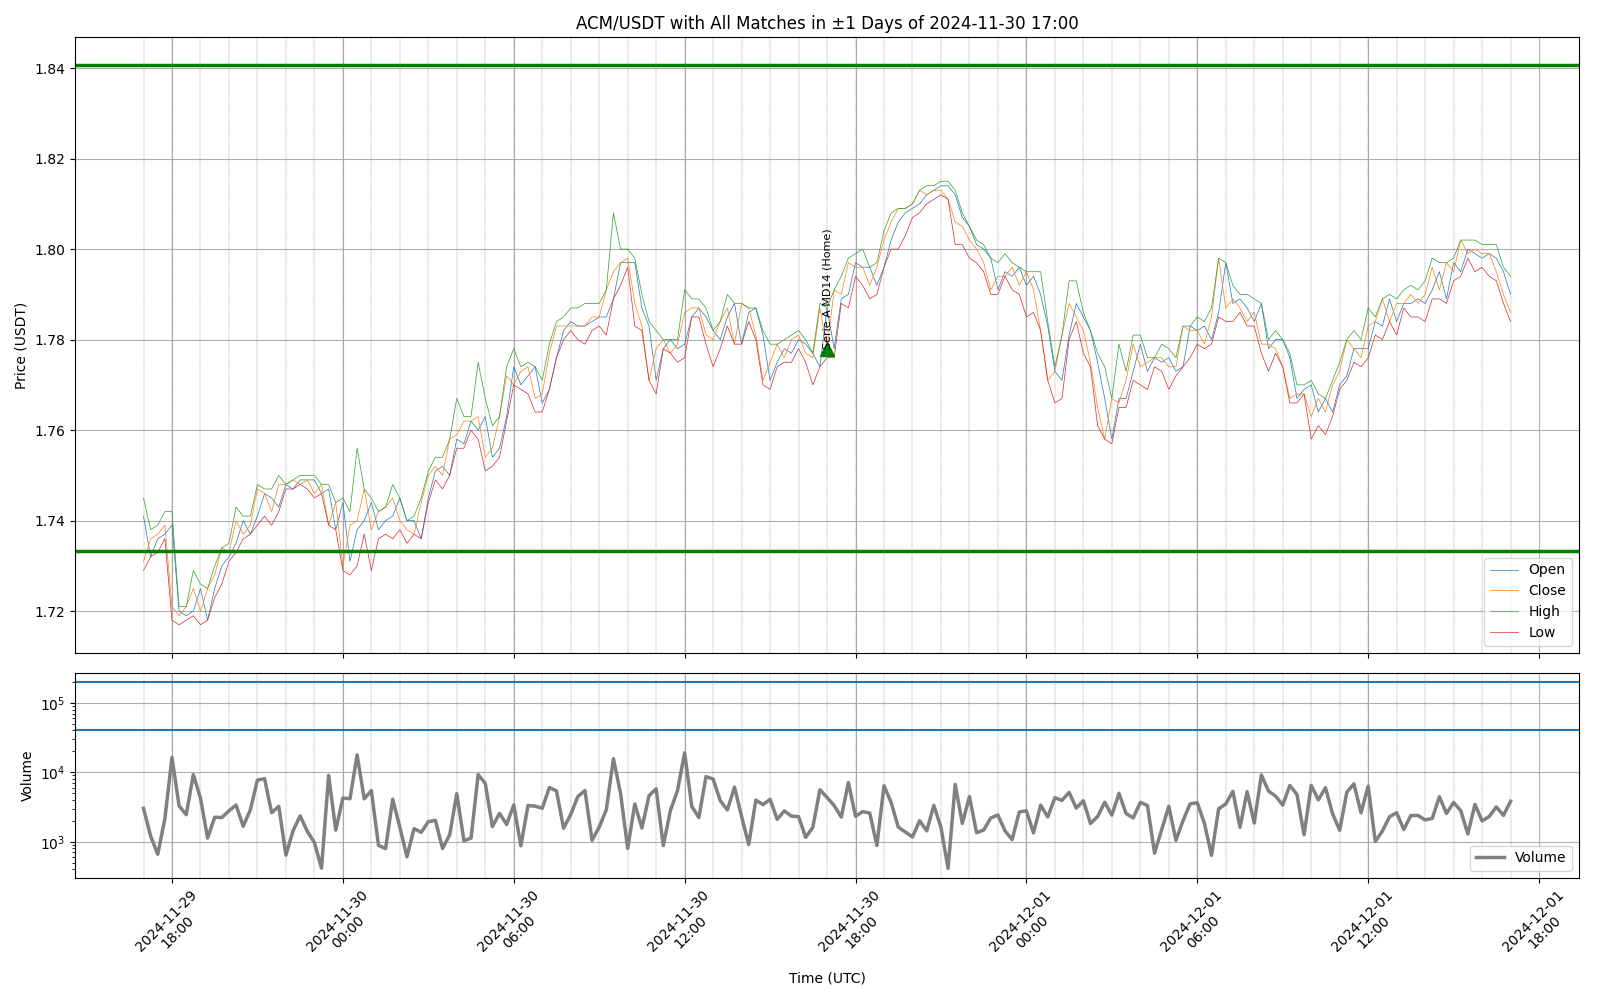 ACM/USDT with All Matches in ±1 Days of 2024-11-30 17:00
Price (USDT)
1.84
1.82
1.80
1.78
1.76
1.74
1.72
Serie A MD14 (Home)
Open
Close
High
Low
Volume
10^5
10^4
10^3
Volume
2024-11-29
18:00
2024-11-30
00:00
2024-11-30
06:00
2024-11-30
12:00
2024-11-30
18:00
2024-12-01
00:00
2024-12-01
06:00
2024-12-01
12:00
2024-12-01
18:00
Time (UTC)